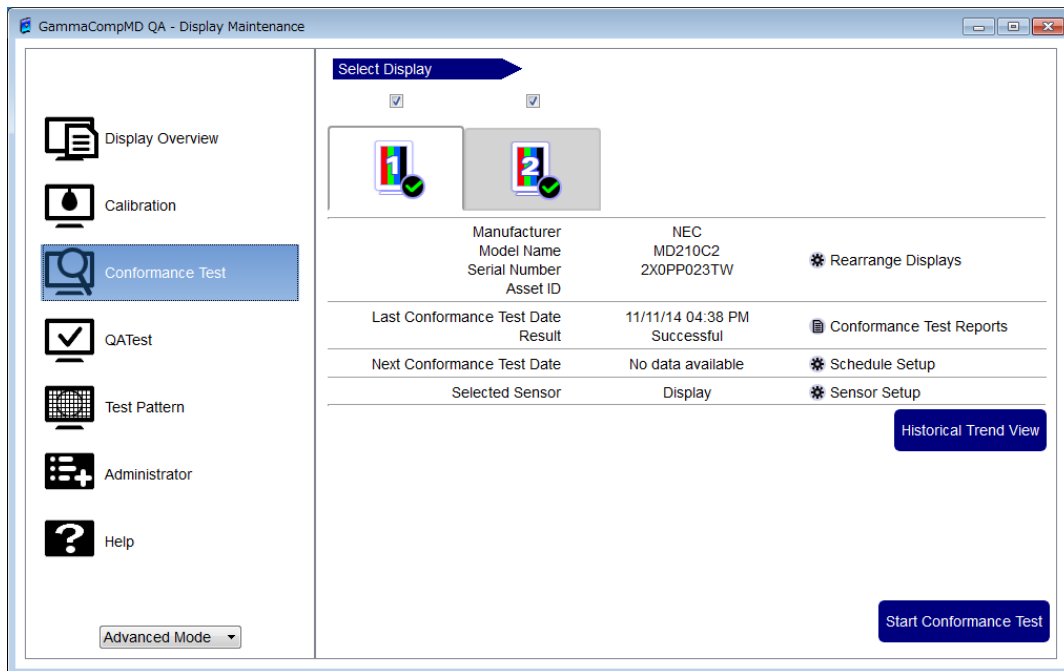 GammaCompMD QA - Display Maintenance
Select Display
1
2
Display Overview
Calibration
Conformance Test
QATest
Test Pattern
Administrator
Help
Advanced Mode
Manufacturer NEC
Model Name MD210C2
Serial Number 2X0PP023TW
Asset ID
Rearrange Displays
Last Conformance Test Date 11/11/14 04:38 PM
Result Successful
Conformance Test Reports
Next Conformance Test Date No data available Schedule Setup
Selected Sensor Display Sensor Setup
Historical Trend View
Start Conformance Test